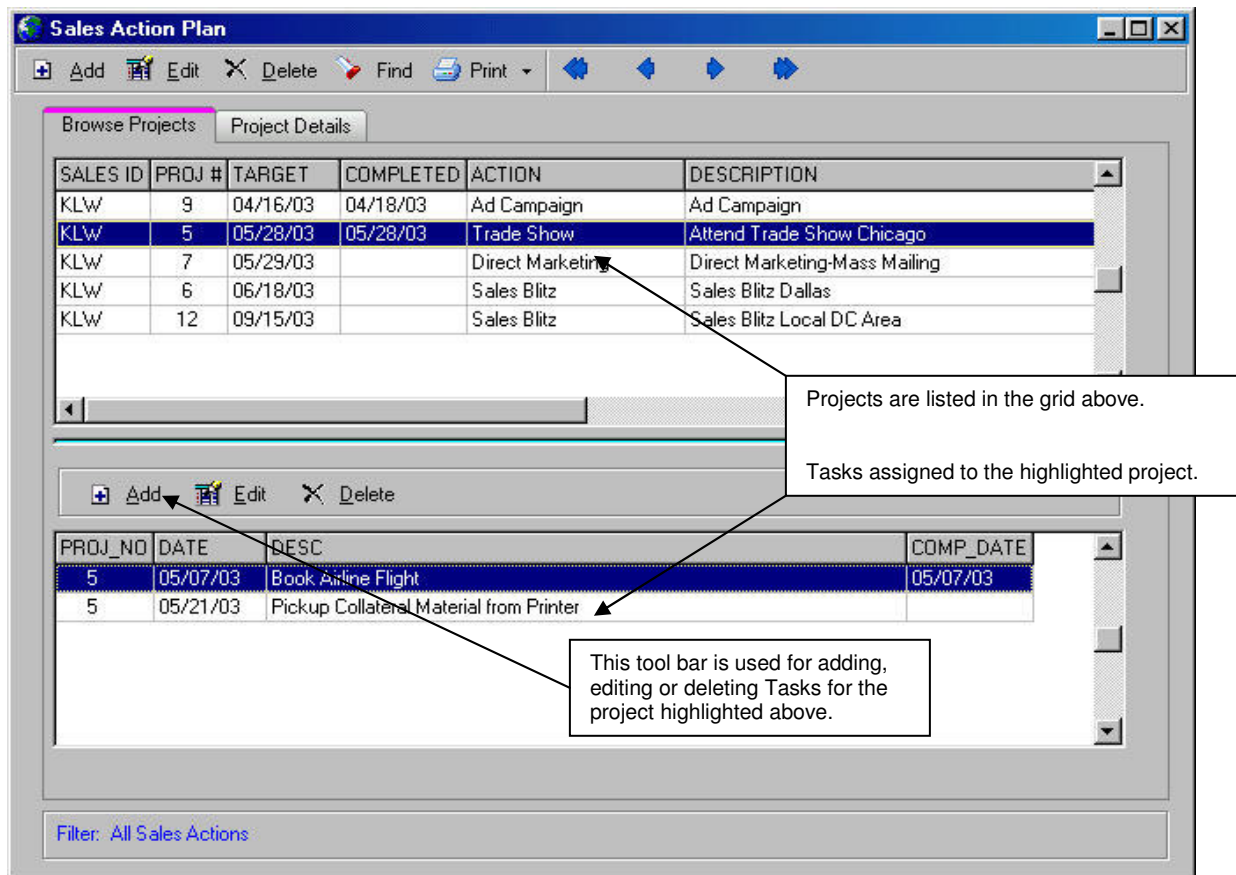 Sales Action Plan
Add Edit Delete Find Print
Browse Projects Project Details
SALES ID PROJ # TARGET COMPLETED ACTION DESCRIPTION
KLW 9 04/16/03 04/18/03 Ad Campaign Ad Campaign
KLW 5 05/28/03 05/28/03 Trade Show Attend Trade Show Chicago
KLW 7 05/29/03 Direct Marketing Direct Marketing-Mass Mailing
KLW 6 06/18/03 Sales Blitz Sales Blitz Dallas
KLW 12 09/15/03 Sales Blitz Sales Blitz Local DC Area
Projects are listed in the grid above.
Tasks assigned to the highlighted project.
Add Edit Delete
PROJ_NO DATE DESC COMP_DATE
5 05/07/03 Book Airline Flight 05/07/03
5 05/21/03 Pickup Collateral Material from Printer
This tool bar is used for adding,
editing or deleting Tasks for the
project highlighted above.
Filter: All Sales Actions